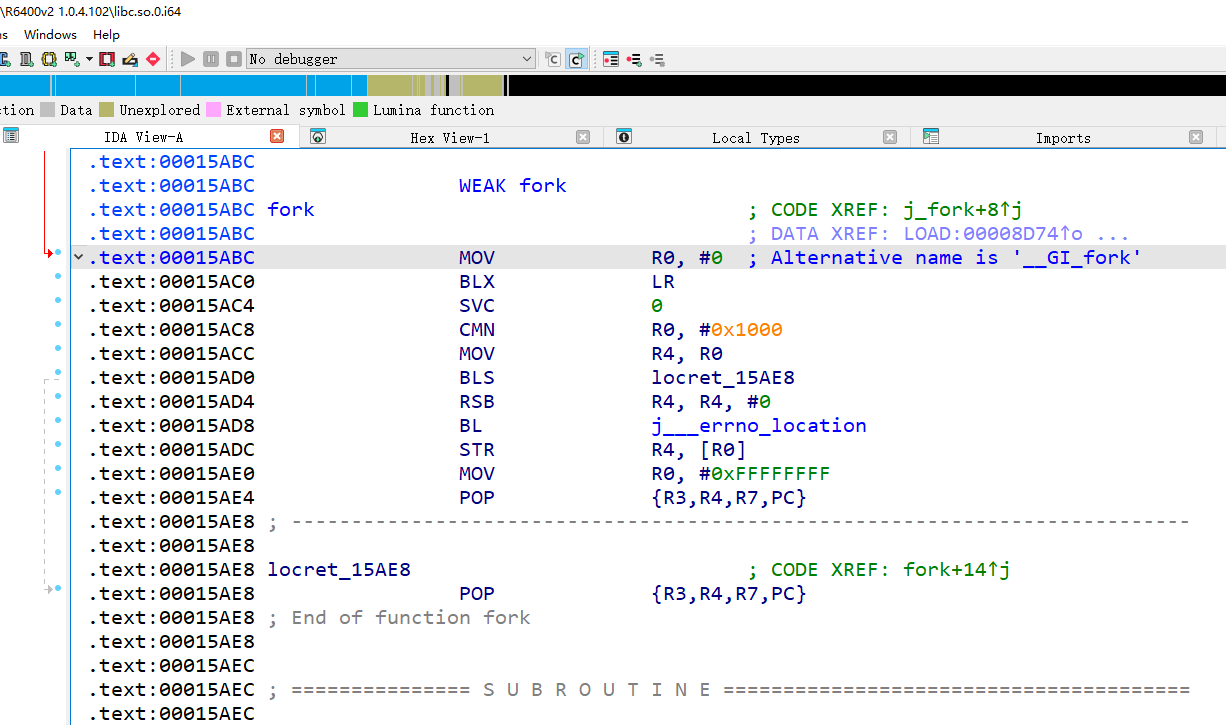 \R6400v2 1.0.4.102\libc.so.0.i64
Windows Help
No debugger
Data Unexplored External symbol Lumina function
IDA View-A Hex View-1 Local Types Imports
.text:00015ABC
.text:00015ABC WEAK fork
.text:00015ABC fork ; CODE XREF: j_fork+8↑j
.text:00015ABC ; DATA XREF: LOAD:00008D74↑o ...
.text:00015ABC MOV R0, #0 ; Alternative name is '__GI_fork'
.text:00015AC0 BLX LR
.text:00015AC4 SVC 0
.text:00015AC8 CMN R0, #0x1000
.text:00015ACC MOV R4, R0
.text:00015AD0 BLS locret_15AE8
.text:00015AD4 RSB R4, R4, #0
.text:00015AD8 BL j___errno_location
.text:00015ADC STR R4, [R0]
.text:00015AE0 MOV R0, #0xFFFFFFFF
.text:00015AE4 POP {R3,R4,R7,PC}
.text:00015AE8 ; ---------------------------------------------------------------------------
.text:00015AE8
.text:00015AE8 locret_15AE8 ; CODE XREF: fork+14↑j
.text:00015AE8 POP {R3,R4,R7,PC}
.text:00015AE8 ; End of function fork
.text:00015AE8
.text:00015AEC
.text:00015AEC ; =============== S U B R O U T I N E =======================================
.text:00015AEC